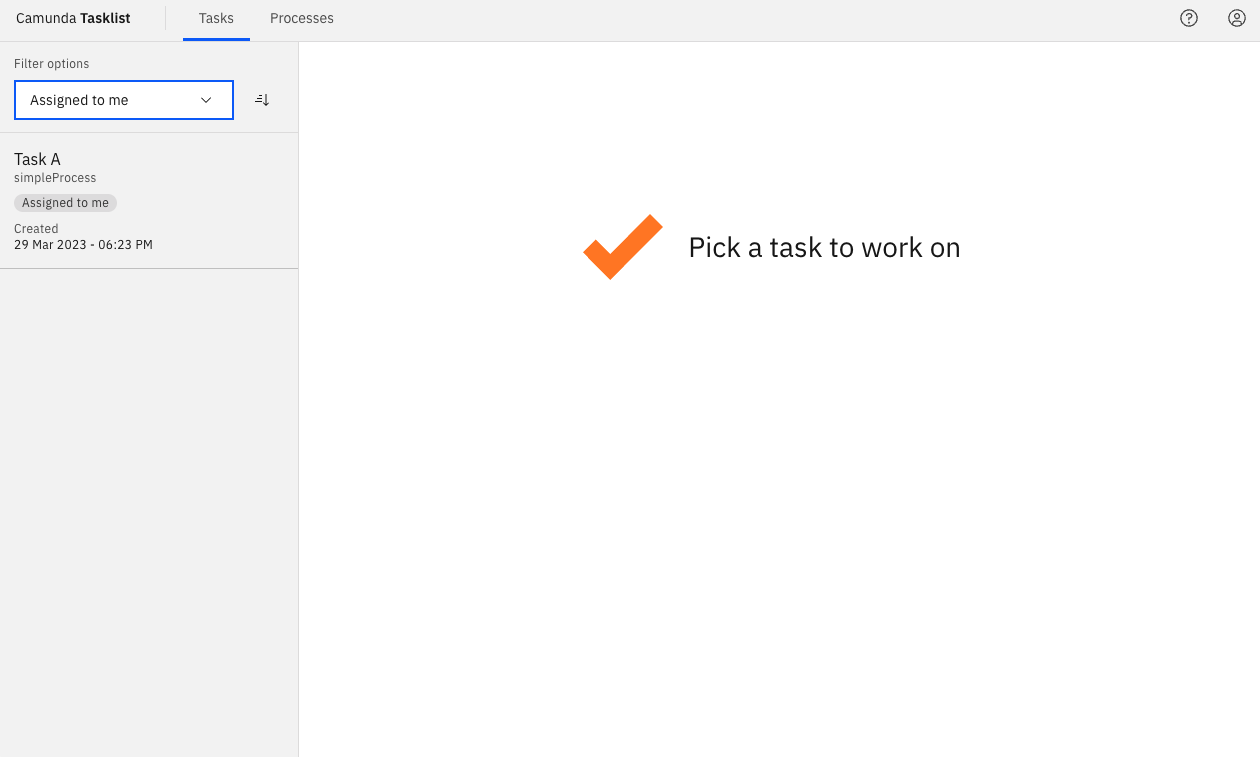 Camunda Tasklist Tasks Processes
Filter options
Assigned to me
Task A
simpleProcess
Assigned to me
Created
29 Mar 2023 - 06:23 PM
Pick a task to work on